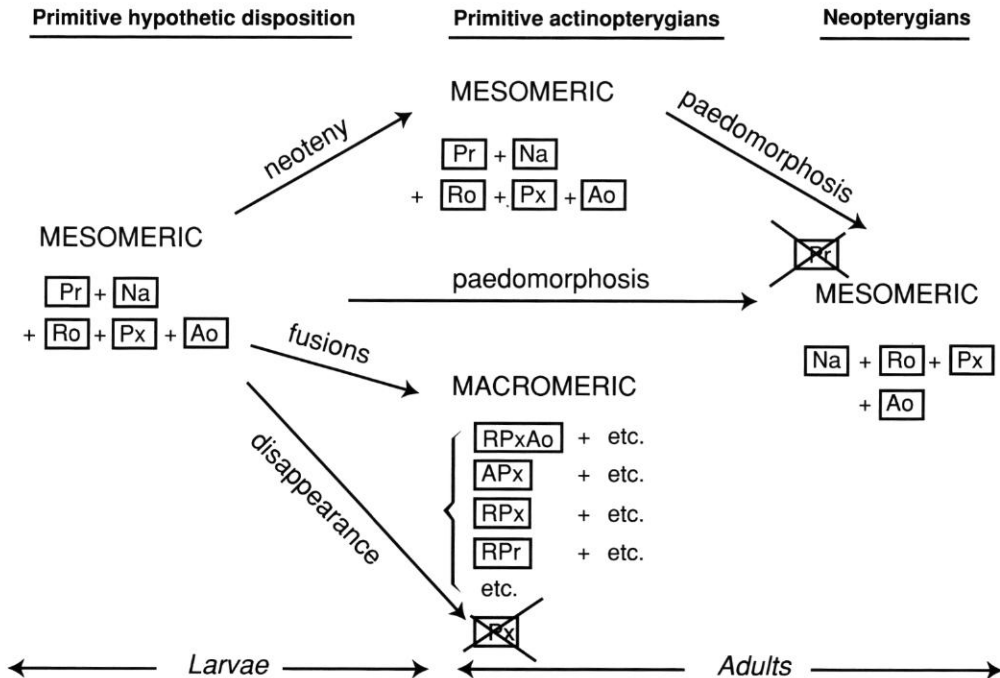 Primitive hypothetic disposition
Primitive actinopterygians
Neopterygians
MESOMERIC
Pr + Na
+ Ro + Px + Ao
neoteny
paedomorphosis
Pr
MESOMERIC
Pr + Na
+ Ro + Px + Ao
paedomorphosis
MESOMERIC
Na + Ro + Px
+ Ao
fusions
disappearance
MACROMERIC
RPxAo + etc.
APx + etc.
RPx + etc.
RPr + etc.
etc.
Px
Larvae
Adults